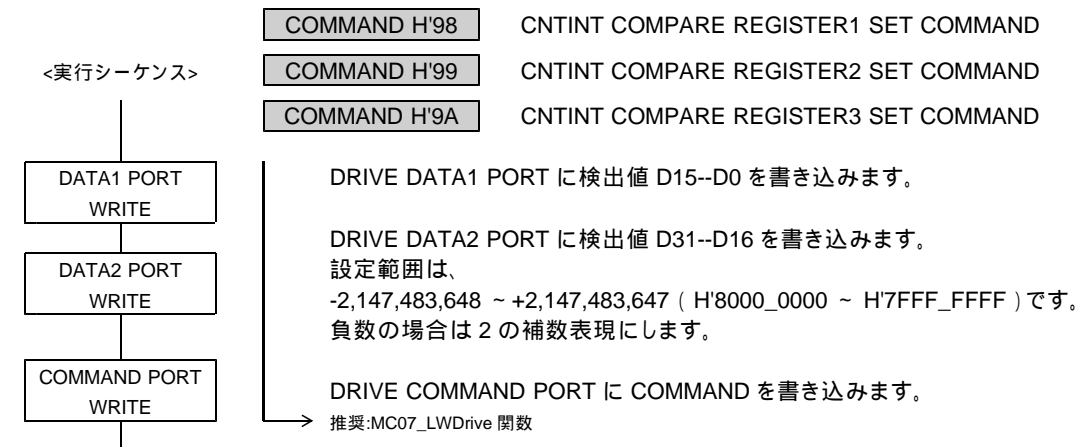 COMMAND H'98 CNTINT COMPARE REGISTER1 SET COMMAND
<実行シーケンス> COMMAND H'99 CNTINT COMPARE REGISTER2 SET COMMAND
COMMAND H'9A CNTINT COMPARE REGISTER3 SET COMMAND
DATA1 PORT
WRITE
DRIVE DATA1 PORT に検出値 D15--D0 を書き込みます。
DATA2 PORT
WRITE
DRIVE DATA2 PORT に検出値 D31--D16 を書き込みます。
設定範囲は、
-2,147,483,648 ~ +2,147,483,647 ( H'8000_0000 ~ H'7FFF_FFFF ) です。
負数の場合は 2 の補数表現にします。
COMMAND PORT
WRITE
DRIVE COMMAND PORT に COMMAND を書き込みます。
推奨:MC07_LWDrive 関数